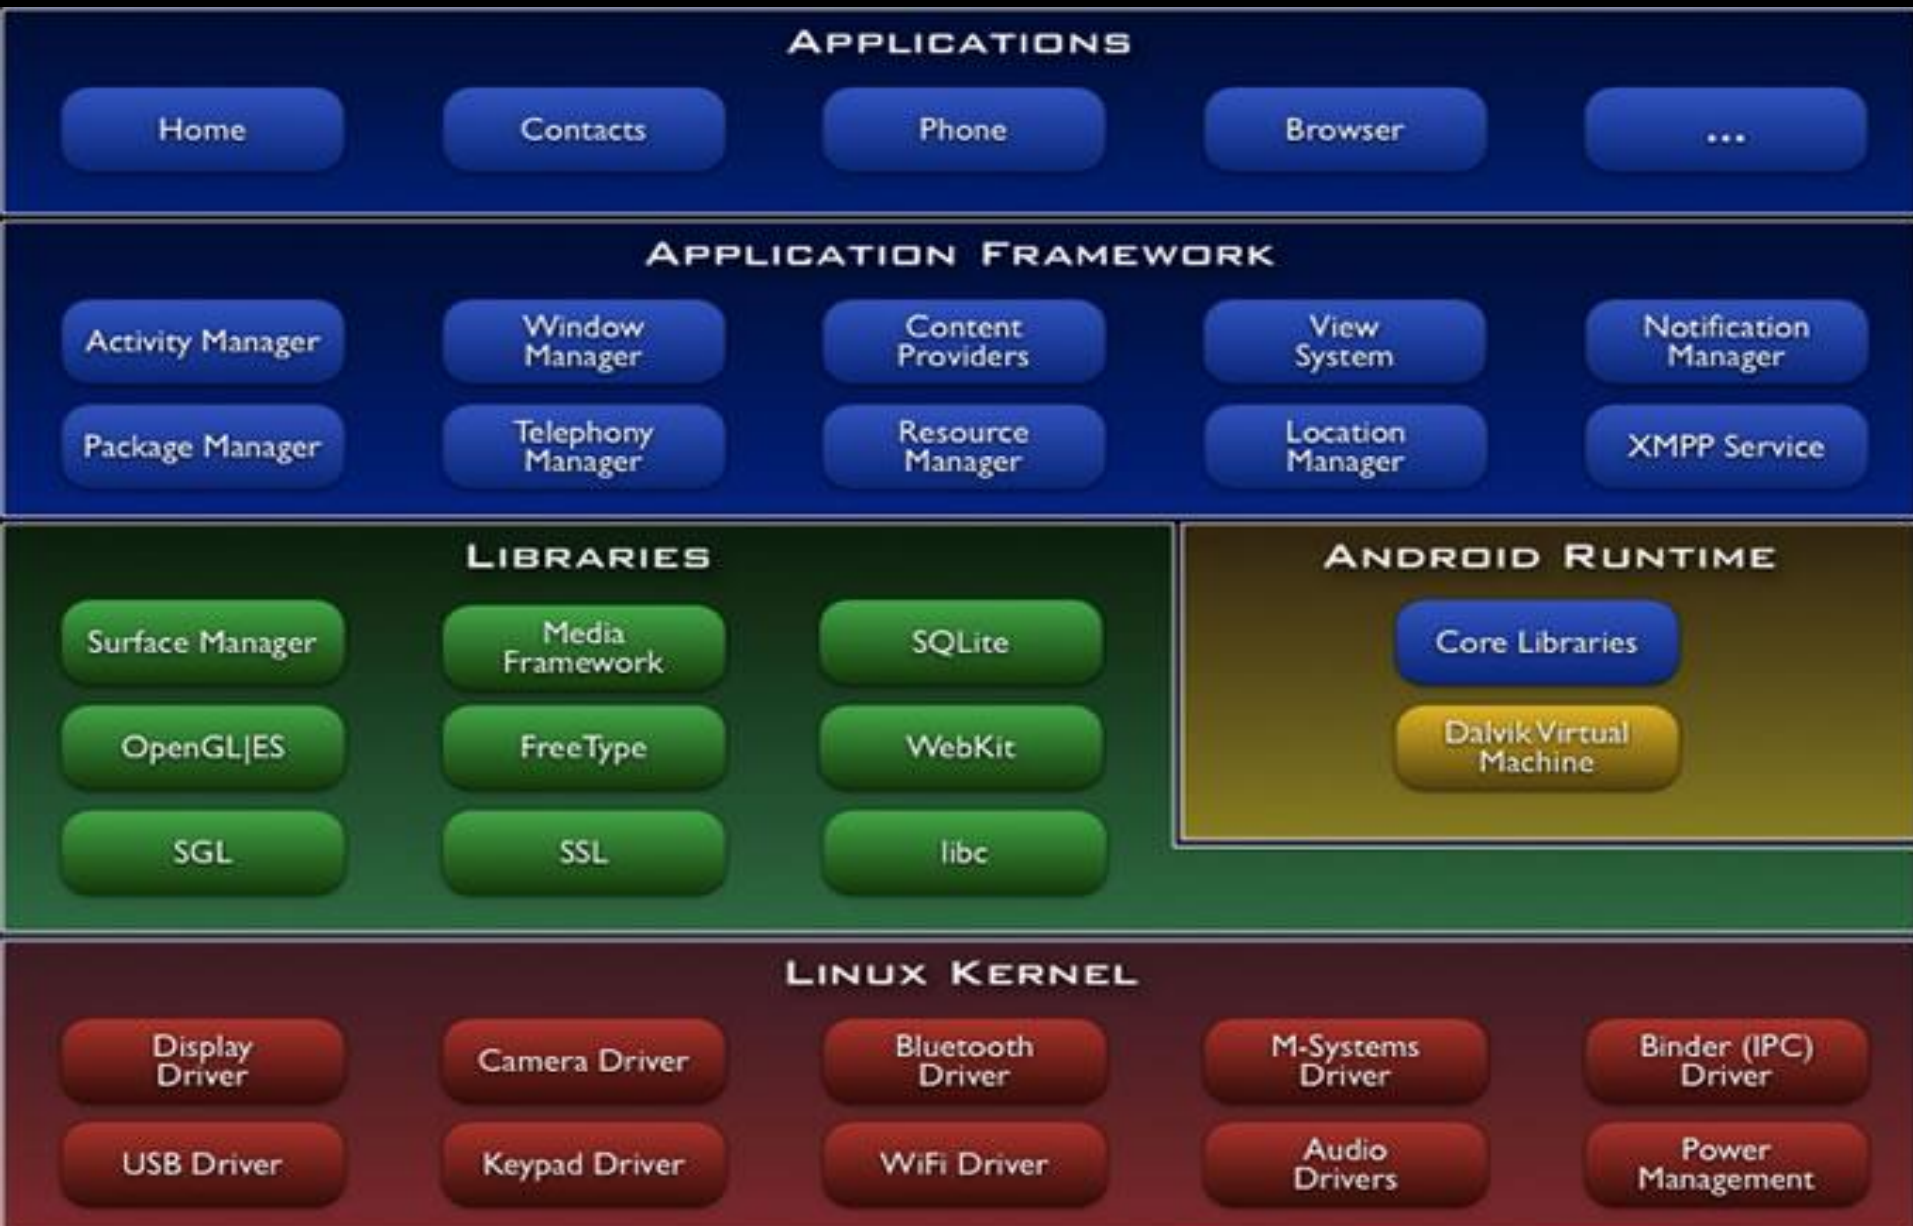 APPLICATIONS
Home
Contacts
Phone
Browser
...
APPLICATION FRAMEWORK
Activity Manager
Window
Manager
Content
Providers
View
System
Notification
Manager
Package Manager
Telephony
Manager
Resource
Manager
Location
Manager
XMPP Service
LIBRARIES
Surface Manager
Media
Framework
SQLite
OpenGL|ES
FreeType
WebKit
SGL
SSL
libc
ANDROID RUNTIME
Core Libraries
Dalvik Virtual
Machine
LINUX KERNEL
Display
Driver
Camera Driver
Bluetooth
Driver
M-Systems
Driver
Binder (IPC)
Driver
USB Driver
Keypad Driver
WiFi Driver
Audio
Drivers
Power
Management